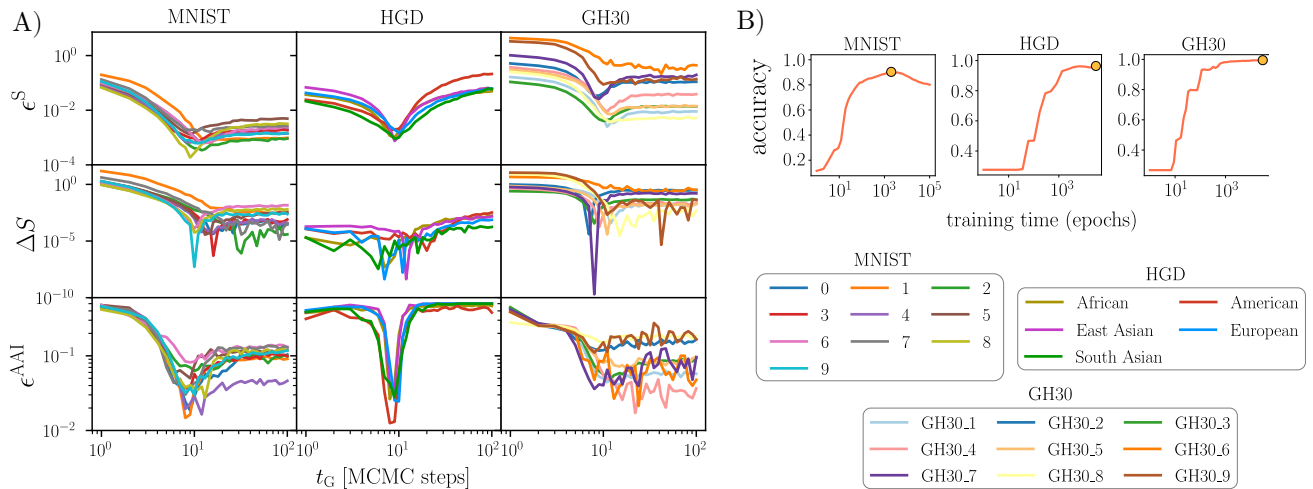 A)
MNIST
HGD
GH30
ϵ^S
10^0
10^−2
10^−4
ΔS
10^0
10^−5
10^−10
ϵ^AAI
10^−1
10^−2
10^0 10^1 10^2
10^0 10^1 10^2
10^0 10^1 10^2
t_G [MCMC steps]
B)
MNIST
HGD
GH30
accuracy
1.0
0.8
0.6
0.4
0.2
1.0
0.8
0.6
0.4
1.0
0.8
0.6
0.4
10^1 10^3 10^5
10^1 10^3
10^1 10^3
training time (epochs)
MNIST
0 1 2
3 4 5
6 7 8
9
HGD
African American
East Asian European
South Asian
GH30
GH30_1 GH30_2 GH30_3
GH30_4 GH30_5 GH30_6
GH30_7 GH30_8 GH30_9